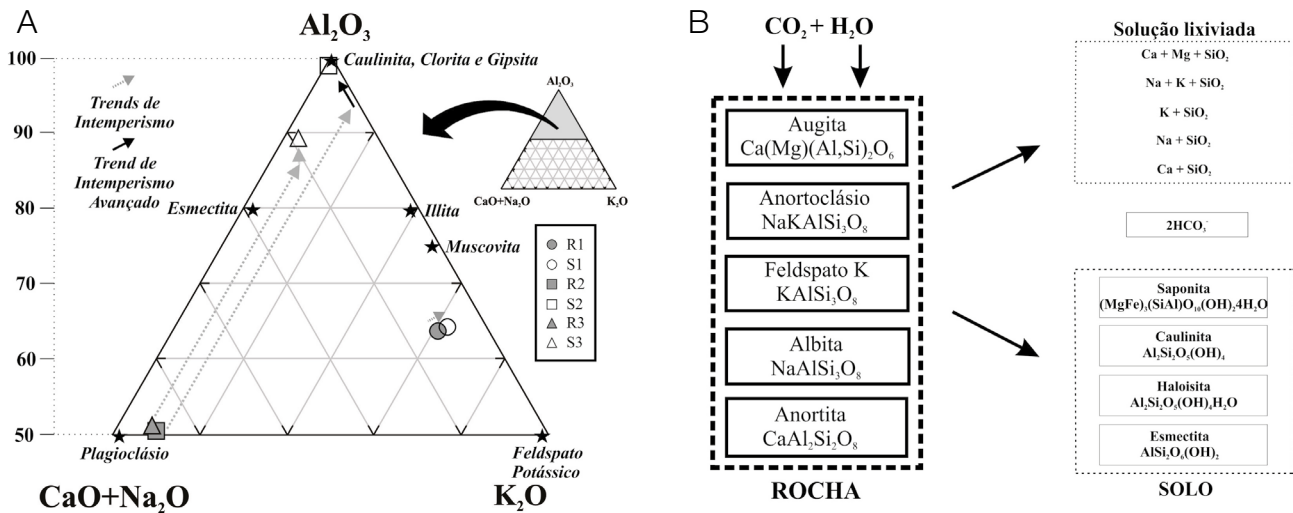 A
Al₂O₃
100
90
80
70
60
50
Trends de
Intemperismo
Trend de
Intemperismo
Avançado
Caulinita, Clorita e Gipsita
Al₂O₃
CaO+Na₂O
K₂O
Esmectita
Illita
Muscovita
R1
S1
R2
S2
R3
S3
Plagioclásio
Feldspato
Potássico
CaO+Na₂O
K₂O
B
CO₂ + H₂O
Augita
Ca(Mg)(Al,Si)₂O₆
Anortoclásio
NaKAlSi₃O₈
Feldspato K
KAlSi₃O₈
Albita
NaAlSi₃O₈
Anortita
CaAl₂Si₂O₈
ROCHA
Solução lixiviada
Ca + Mg + SiO₂
Na + K + SiO₂
K + SiO₂
Na + SiO₂
Ca + SiO₂
2HCO₃⁻
Saponita
(MgFe)₃(SiAl)O₁₀(OH)₂4H₂O
Caulinita
Al₂Si₂O₅(OH)₄
Haloisita
Al₂Si₂O₅(OH)₄H₂O
Esmectita
AlSi₂O₆(OH)₂
SOLO